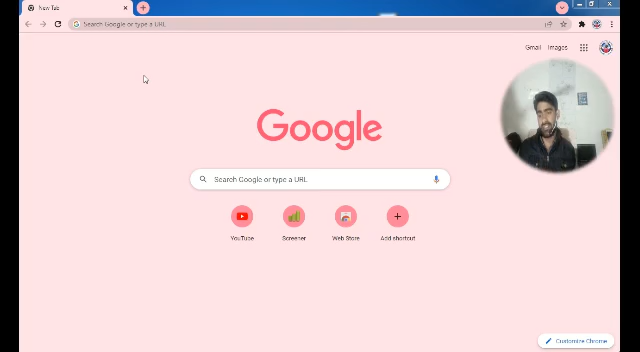 New Tab
Search Google or type a URL
Gmail Images
Google
Search Google or type a URL
YouTube Screener Web Store Add shortcut
Customize Chrome